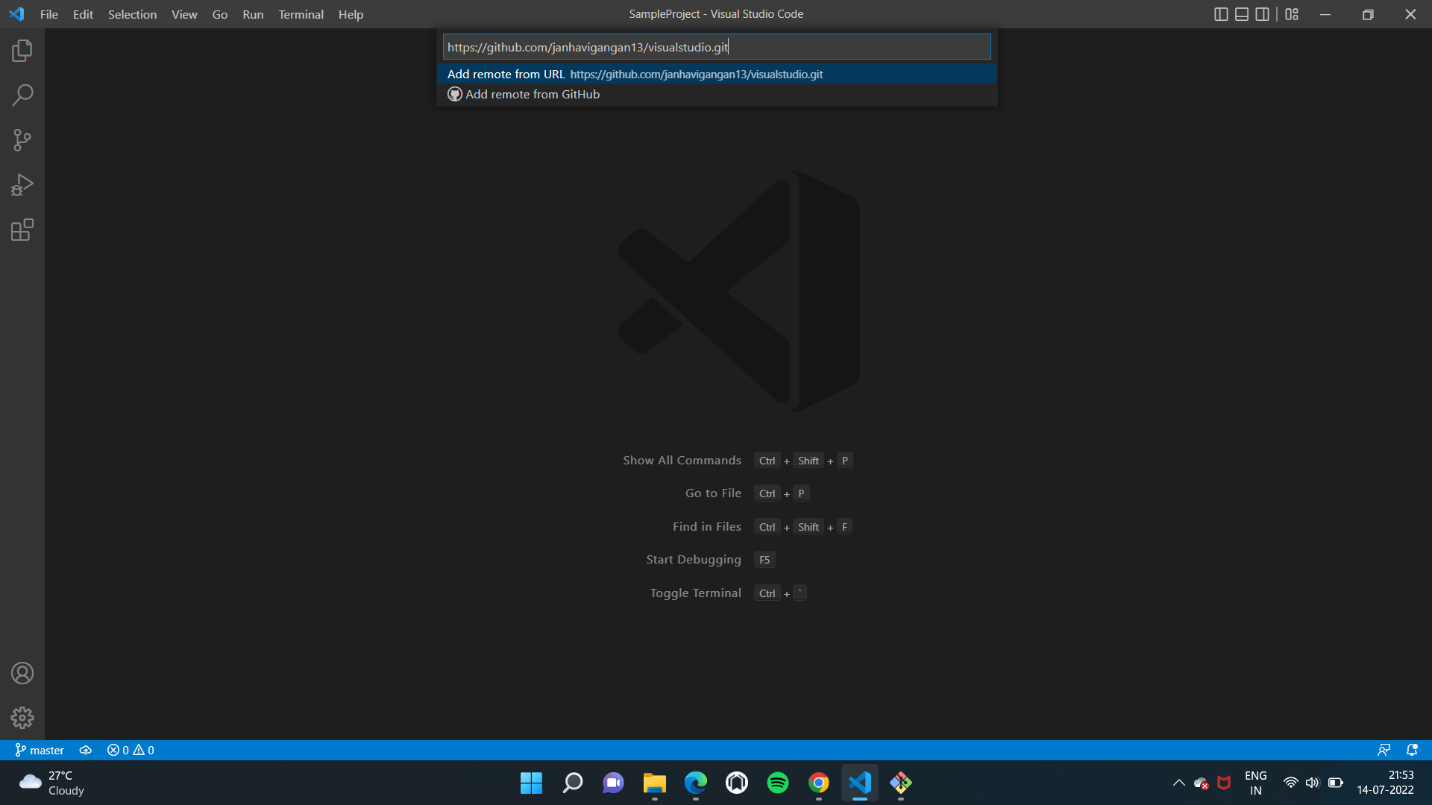 File Edit Selection View Go Run Terminal Help
SampleProject - Visual Studio Code
https://github.com/janhavigangan13/visualstudio.git
Add remote from URL https://github.com/janhavigangan13/visualstudio.git
Add remote from GitHub
Show All Commands Ctrl + Shift + P
Go to File Ctrl + P
Find in Files Ctrl + Shift + F
Start Debugging F5
Toggle Terminal Ctrl + `
master 0 0
27°C
Cloudy
ENG
IN
21:53
14-07-2022